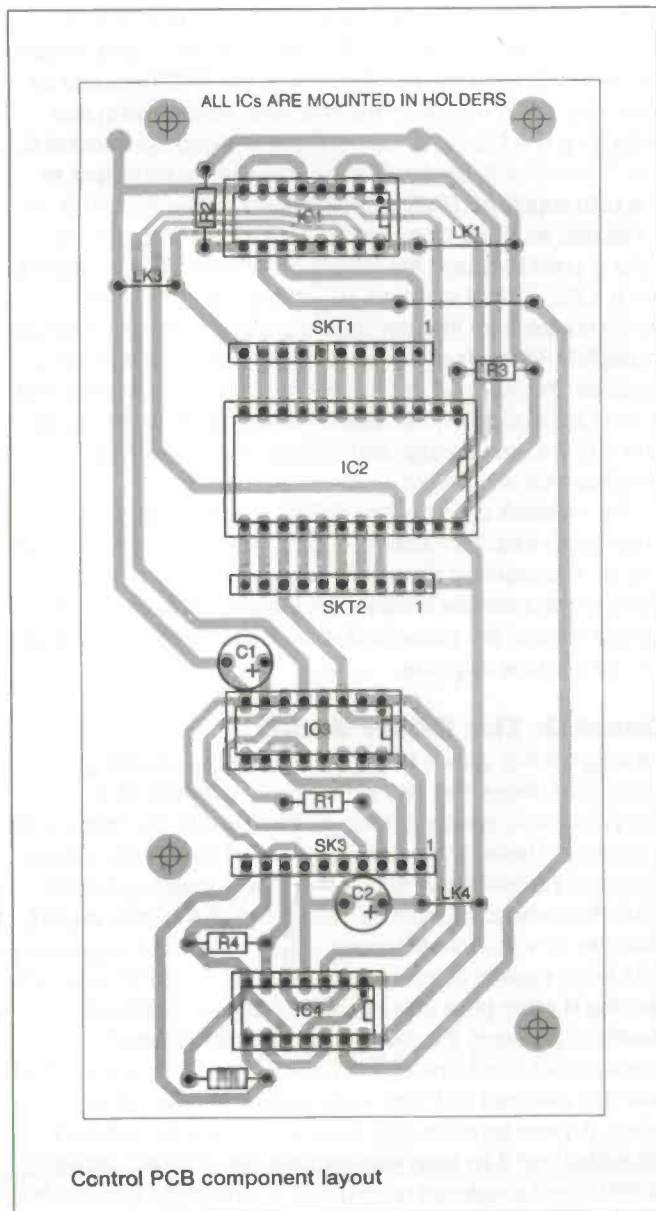 ALL ICs ARE MOUNTED IN HOLDERS
R2
IC1
LK1
LK3
SKT1 1
R3
IC2
SKT2 1
C1
+
IC3
R1
SK3 1
C2
+
LK4
R4
IC4
Control PCB component layout